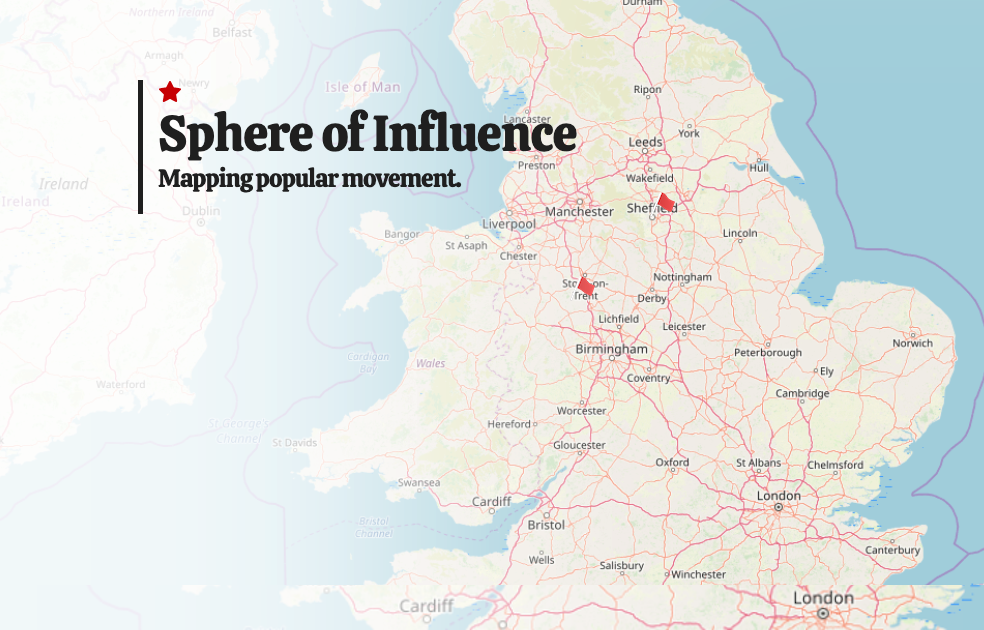 Durham
Northern Ireland
Belfast
Armagh
Newry
Isle of Man
Ripon
Lancaster
York
Sphere of Influence
Leeds
Preston
Hull
Mapping popular movement.
Wakefield
Ireland
Ireland
Dublin
Manchester
Sheffield
Liverpool
Lincoln
Bangor
St Asaph
Chester
Nottingham
Trent
Derby
Lichfield
Leicester
Norwich
Birmingham
Peterborough
Cardigan
Bay
Wales
Ely
Coventry
Waterford
Cambridge
Worcester
Hereford
St George's
Channel
St Davids
Gloucester
Oxford
St Albans
Chelmsford
Swansea
Cardiff
London
Bristol
Bristol
Channel
Canterbury
Wells
Salisbury
Winchester
London
Cardiff